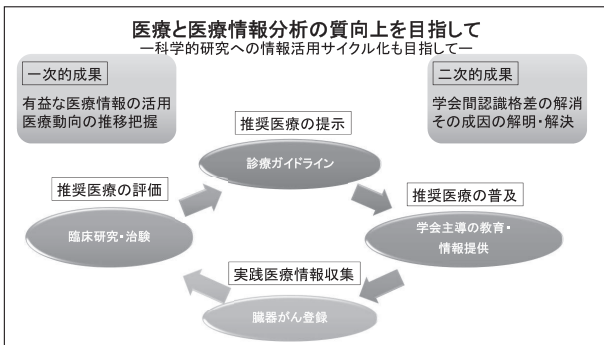 医療と医療情報分析の質向上を目指して
―科学的研究への情報活用サイクル化も目指して―
一次的成果
有益な医療情報の活用
医療動向の推移把握
二次的成果
学会間認識格差の解消
その成因の解明・解決
推奨医療の提示
診療ガイドライン
推奨医療の評価
臨床研究・治験
推奨医療の普及
学会主導の教育・
情報提供
実践医療情報収集
臓器がん登録